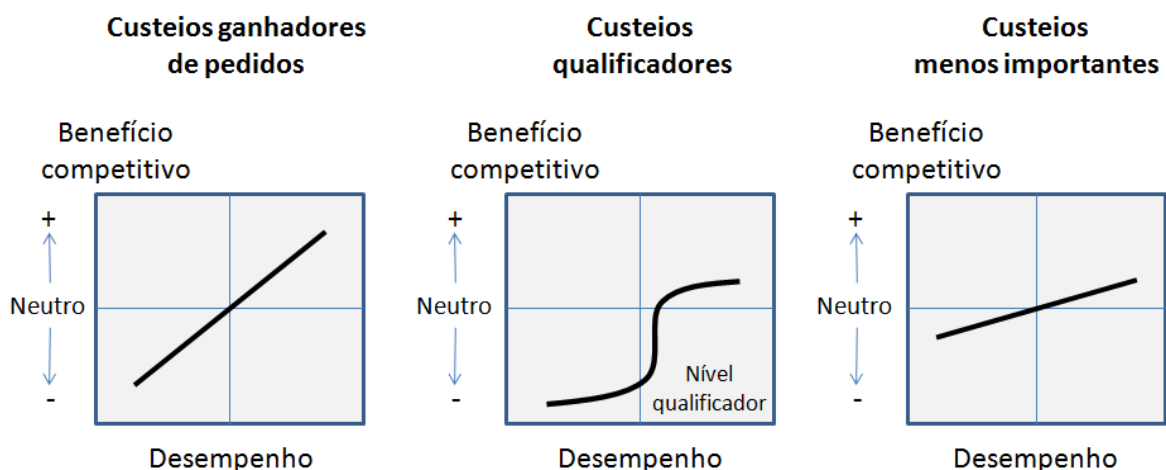 Custeios ganhadores
de pedidos
Benefício
competitivo
+
Neutro
-
Desempenho
Custeios
qualificadores
Benefício
competitivo
+
Neutro
-
Nível
qualificador
Desempenho
Custeios
menos importantes
Benefício
competitivo
+
Neutro
-
Desempenho